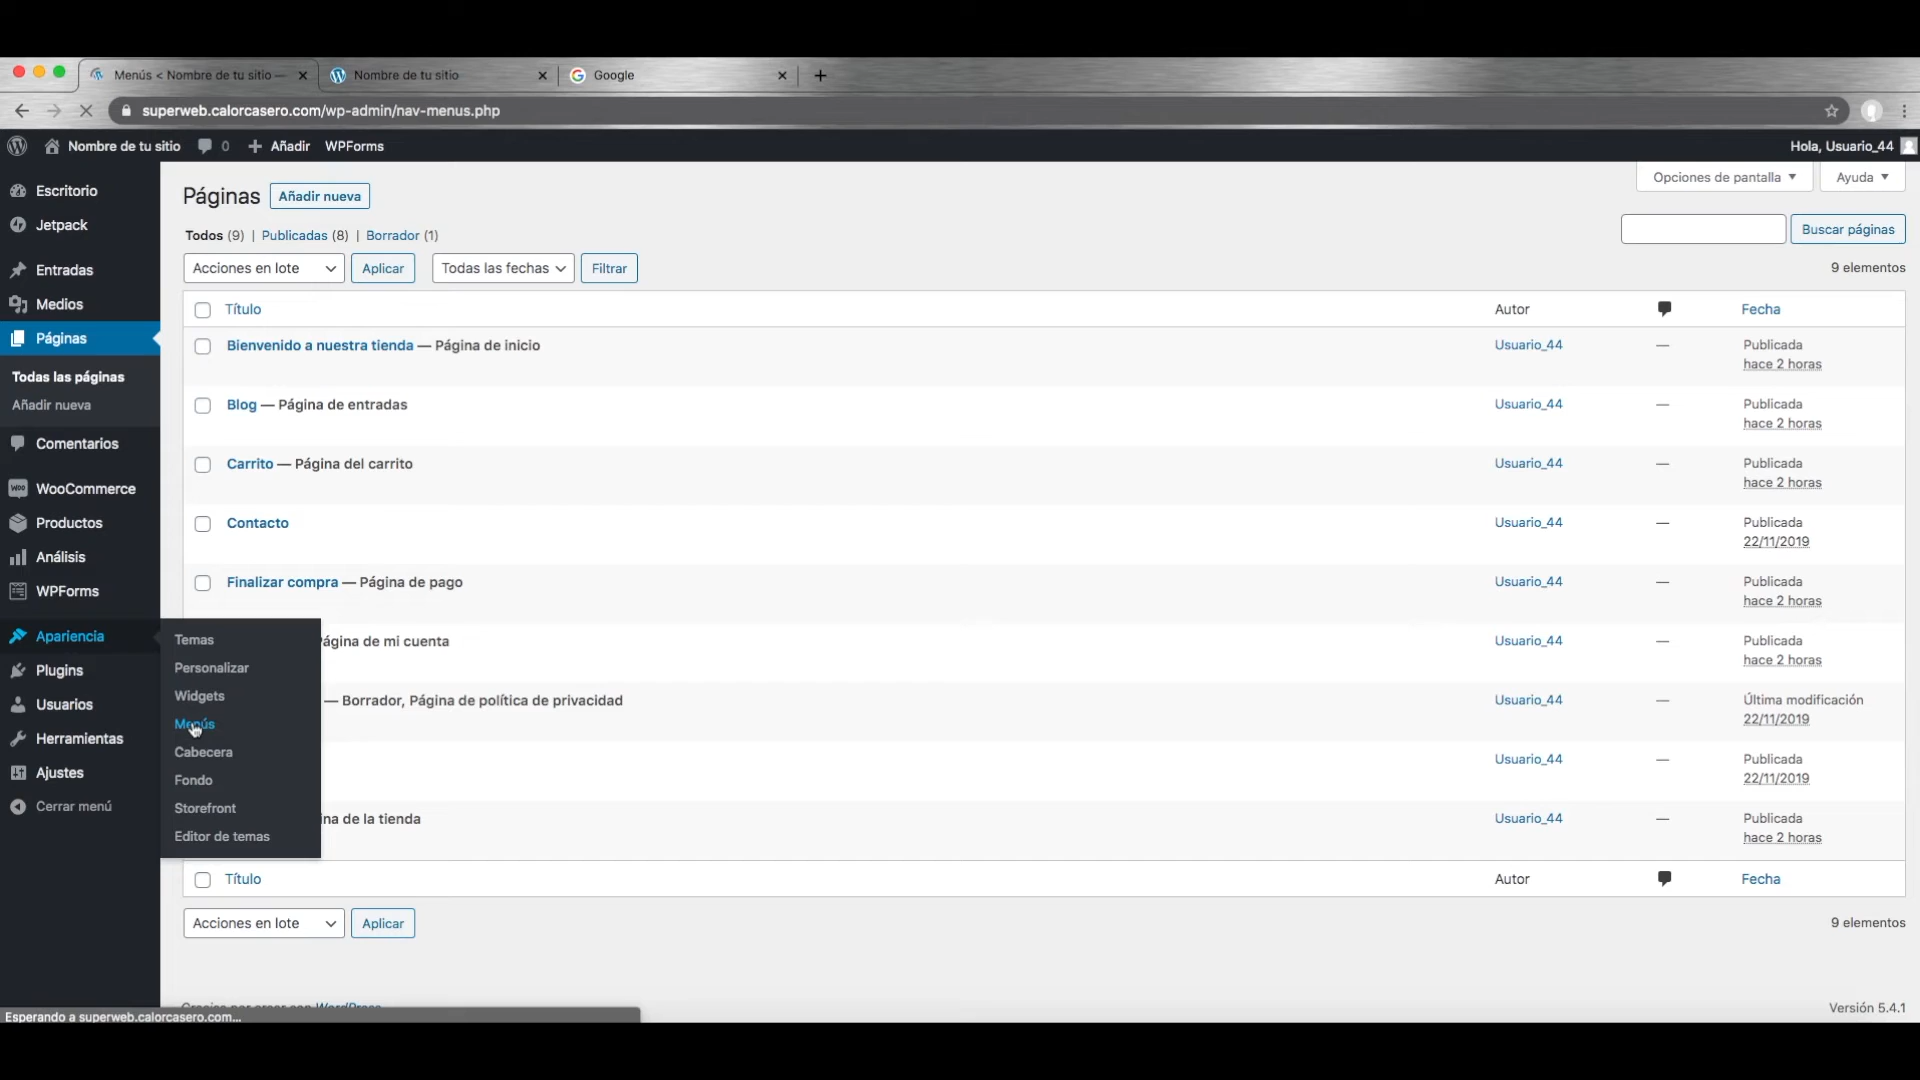 Menús < Nombre de tu sitio —
Nombre de tu sitio
Google
superweb.calorcasero.com/wp-admin/nav-menus.php
Nombre de tu sitio
0
Añadir
WPForms
Hola, Usuario_44
Escritorio
Jetpack
Entradas
Medios
Páginas
Todas las páginas
Añadir nueva
Comentarios
WooCommerce
Productos
Análisis
WPForms
Apariencia
Plugins
Usuarios
Herramientas
Ajustes
Cerrar menú
Temas
Personalizar
Widgets
Menús
Cabecera
Fondo
Storefront
Editor de temas
Páginas
Añadir nueva
Opciones de pantalla
Ayuda
Todos (9) | Publicadas (8) | Borrador (1)
Buscar páginas
Acciones en lote
Aplicar
Todas las fechas
Filtrar
9 elementos
Título
Autor
Fecha
Bienvenido a nuestra tienda — Página de inicio
Usuario_44
—
Publicada
hace 2 horas
Blog — Página de entradas
Usuario_44
—
Publicada
hace 2 horas
Carrito — Página del carrito
Usuario_44
—
Publicada
hace 2 horas
Contacto
Usuario_44
—
Publicada
22/11/2019
Finalizar compra — Página de pago
Usuario_44
—
Publicada
hace 2 horas
Página de mi cuenta
Usuario_44
—
Publicada
hace 2 horas
— Borrador, Página de política de privacidad
Usuario_44
—
Última modificación
22/11/2019
Usuario_44
—
Publicada
22/11/2019
ina de la tienda
Usuario_44
—
Publicada
hace 2 horas
Título
Autor
Fecha
Acciones en lote
Aplicar
9 elementos
Gracias por crear con WordPress
Versión 5.4.1
Esperando a superweb.calorcasero.com...